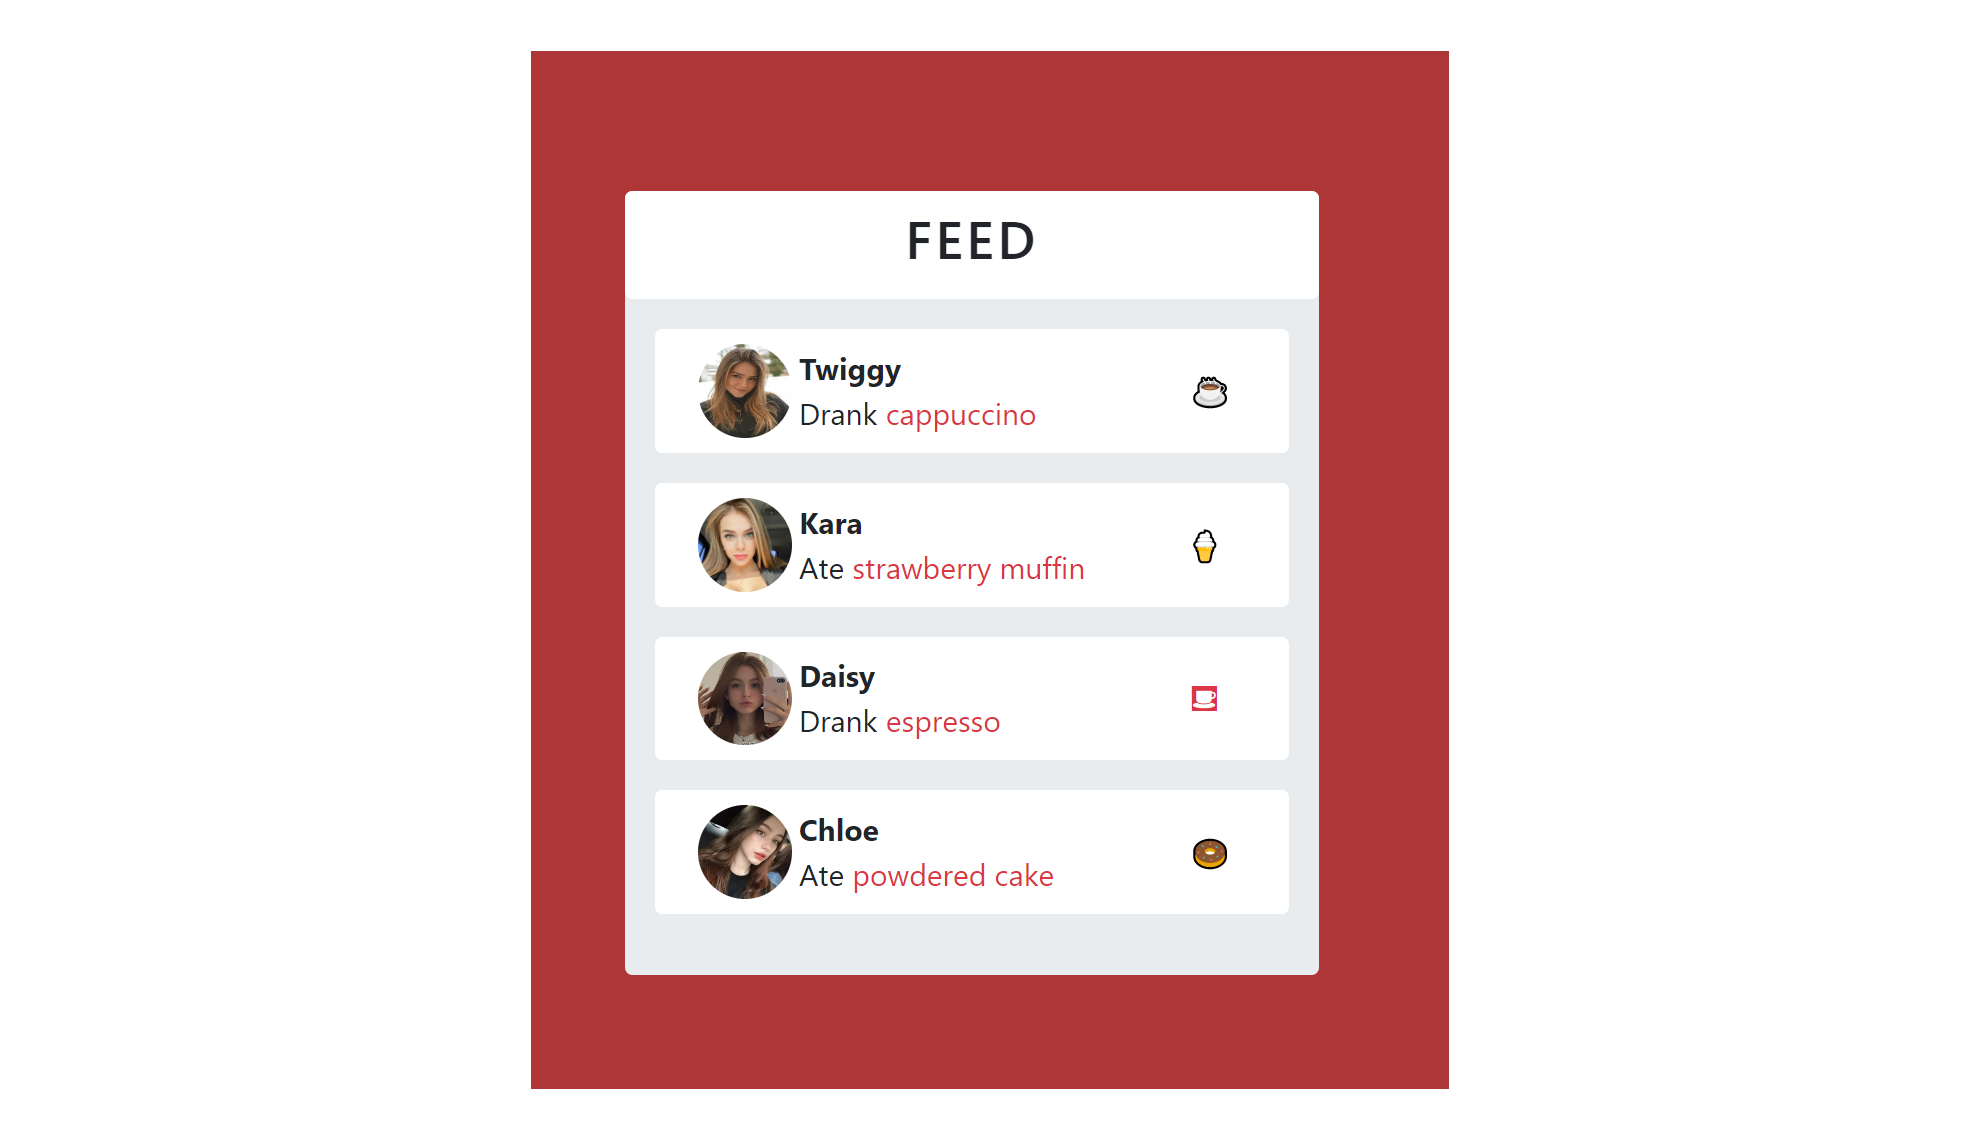 FEED
Twiggy
Drank cappuccino
Kara
Ate strawberry muffin
Daisy
Drank espresso
Chloe
Ate powdered cake